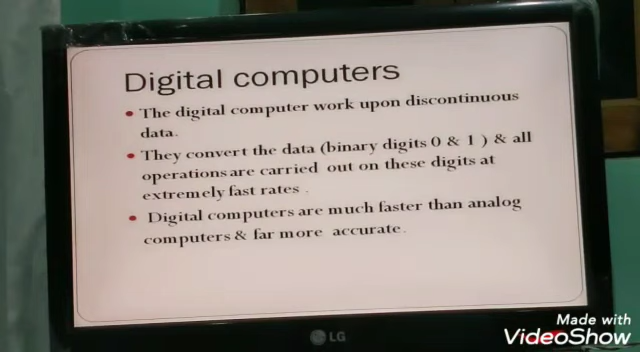 Digital computers
• The digital computer work upon discontinuous
data.
• They convert the data (binary digits 0 & 1 ) & all
operations are carried out on these digits at
extremely fast rates .
• Digital computers are much faster than analog
computers & far more accurate.
LG
Made with
VideoShow